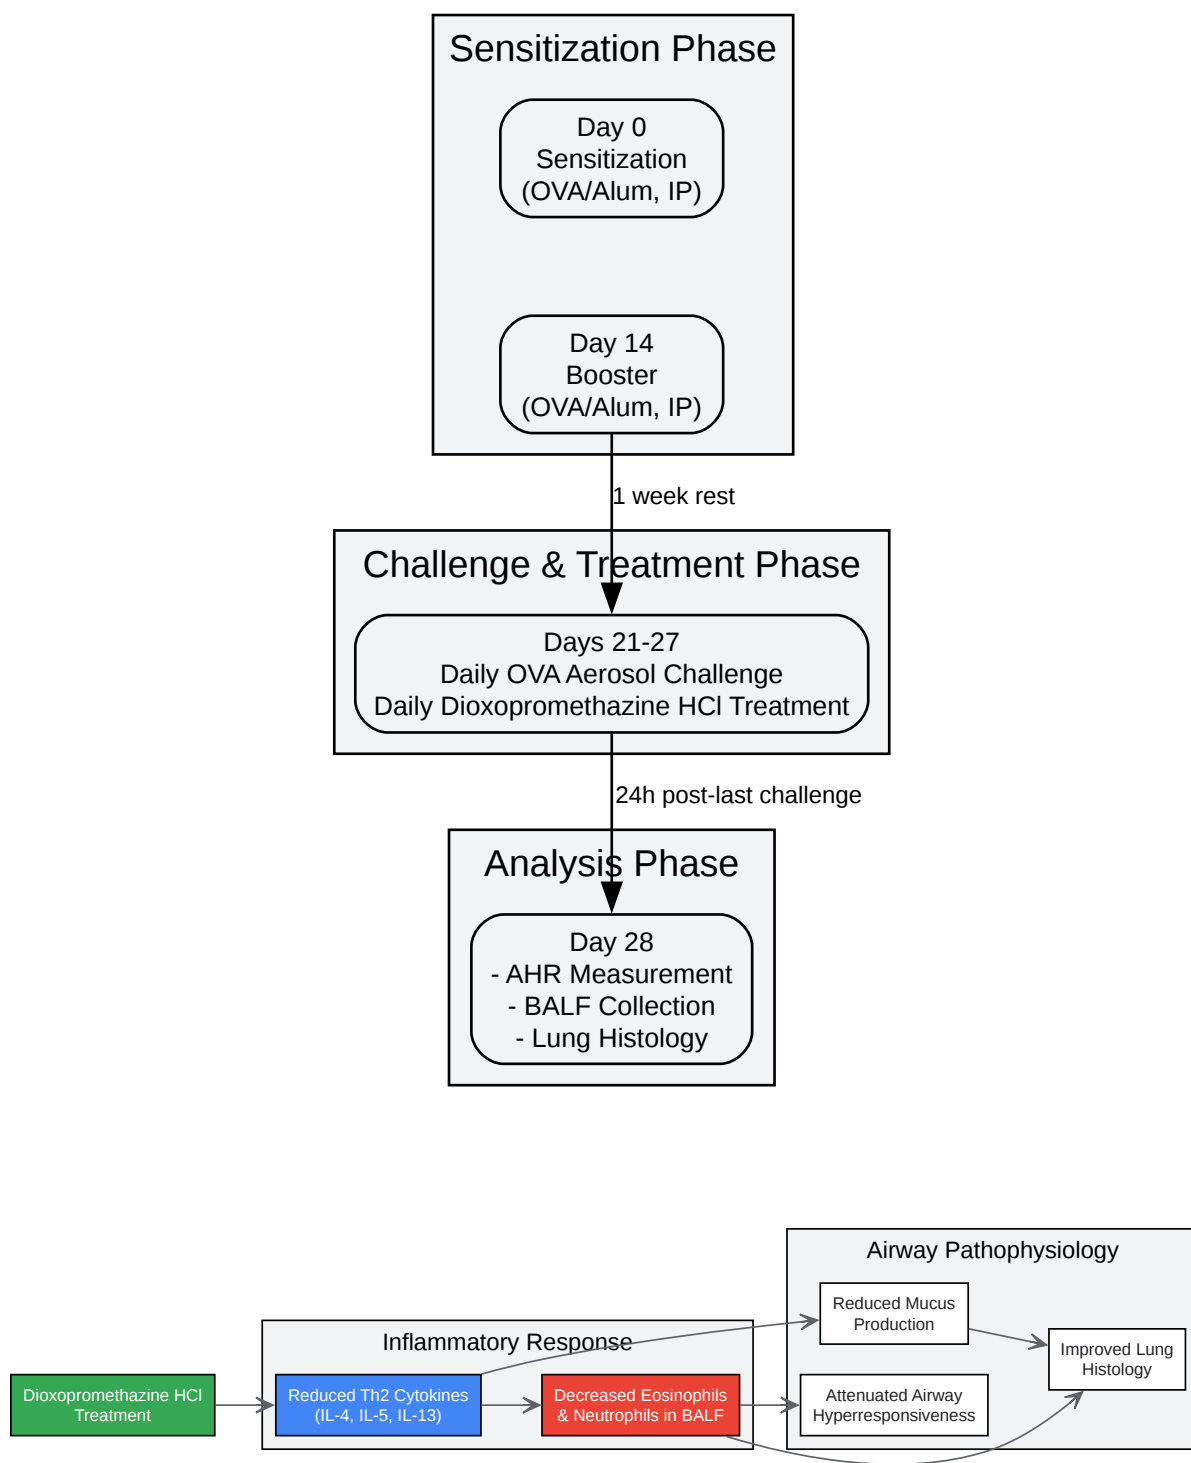 Sensitization Phase
Day 0
Sensitization
(OVA/Alum, IP)
Day 14
Booster
(OVA/Alum, IP)
1 week rest
Challenge & Treatment Phase
Days 21-27
Daily OVA Aerosol Challenge
Daily Dioxopromethazine HCl Treatment
24h post-last challenge
Analysis Phase
Day 28
- AHR Measurement
- BALF Collection
- Lung Histology
Airway Pathophysiology
Reduced Mucus
Production
Improved Lung
Histology
Attenuated Airway
Hyperresponsiveness
Inflammatory Response
Dioxopromethazine HCl
Treatment
Reduced Th2 Cytokines
(IL-4, IL-5, IL-13)
Decreased Eosinophils
& Neutrophils in BALF